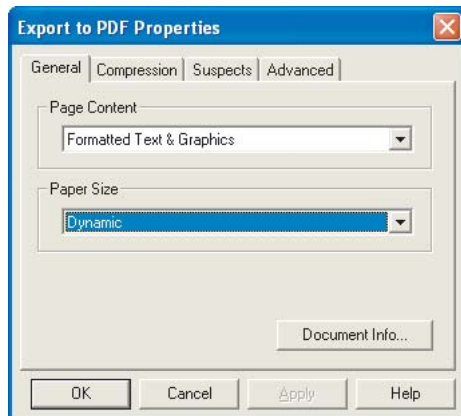 Export to PDF Properties
General Compression Suspects Advanced
Page Content
Formatted Text & Graphics
Paper Size
Dynamic
Document Info...
OK Cancel Apply Help